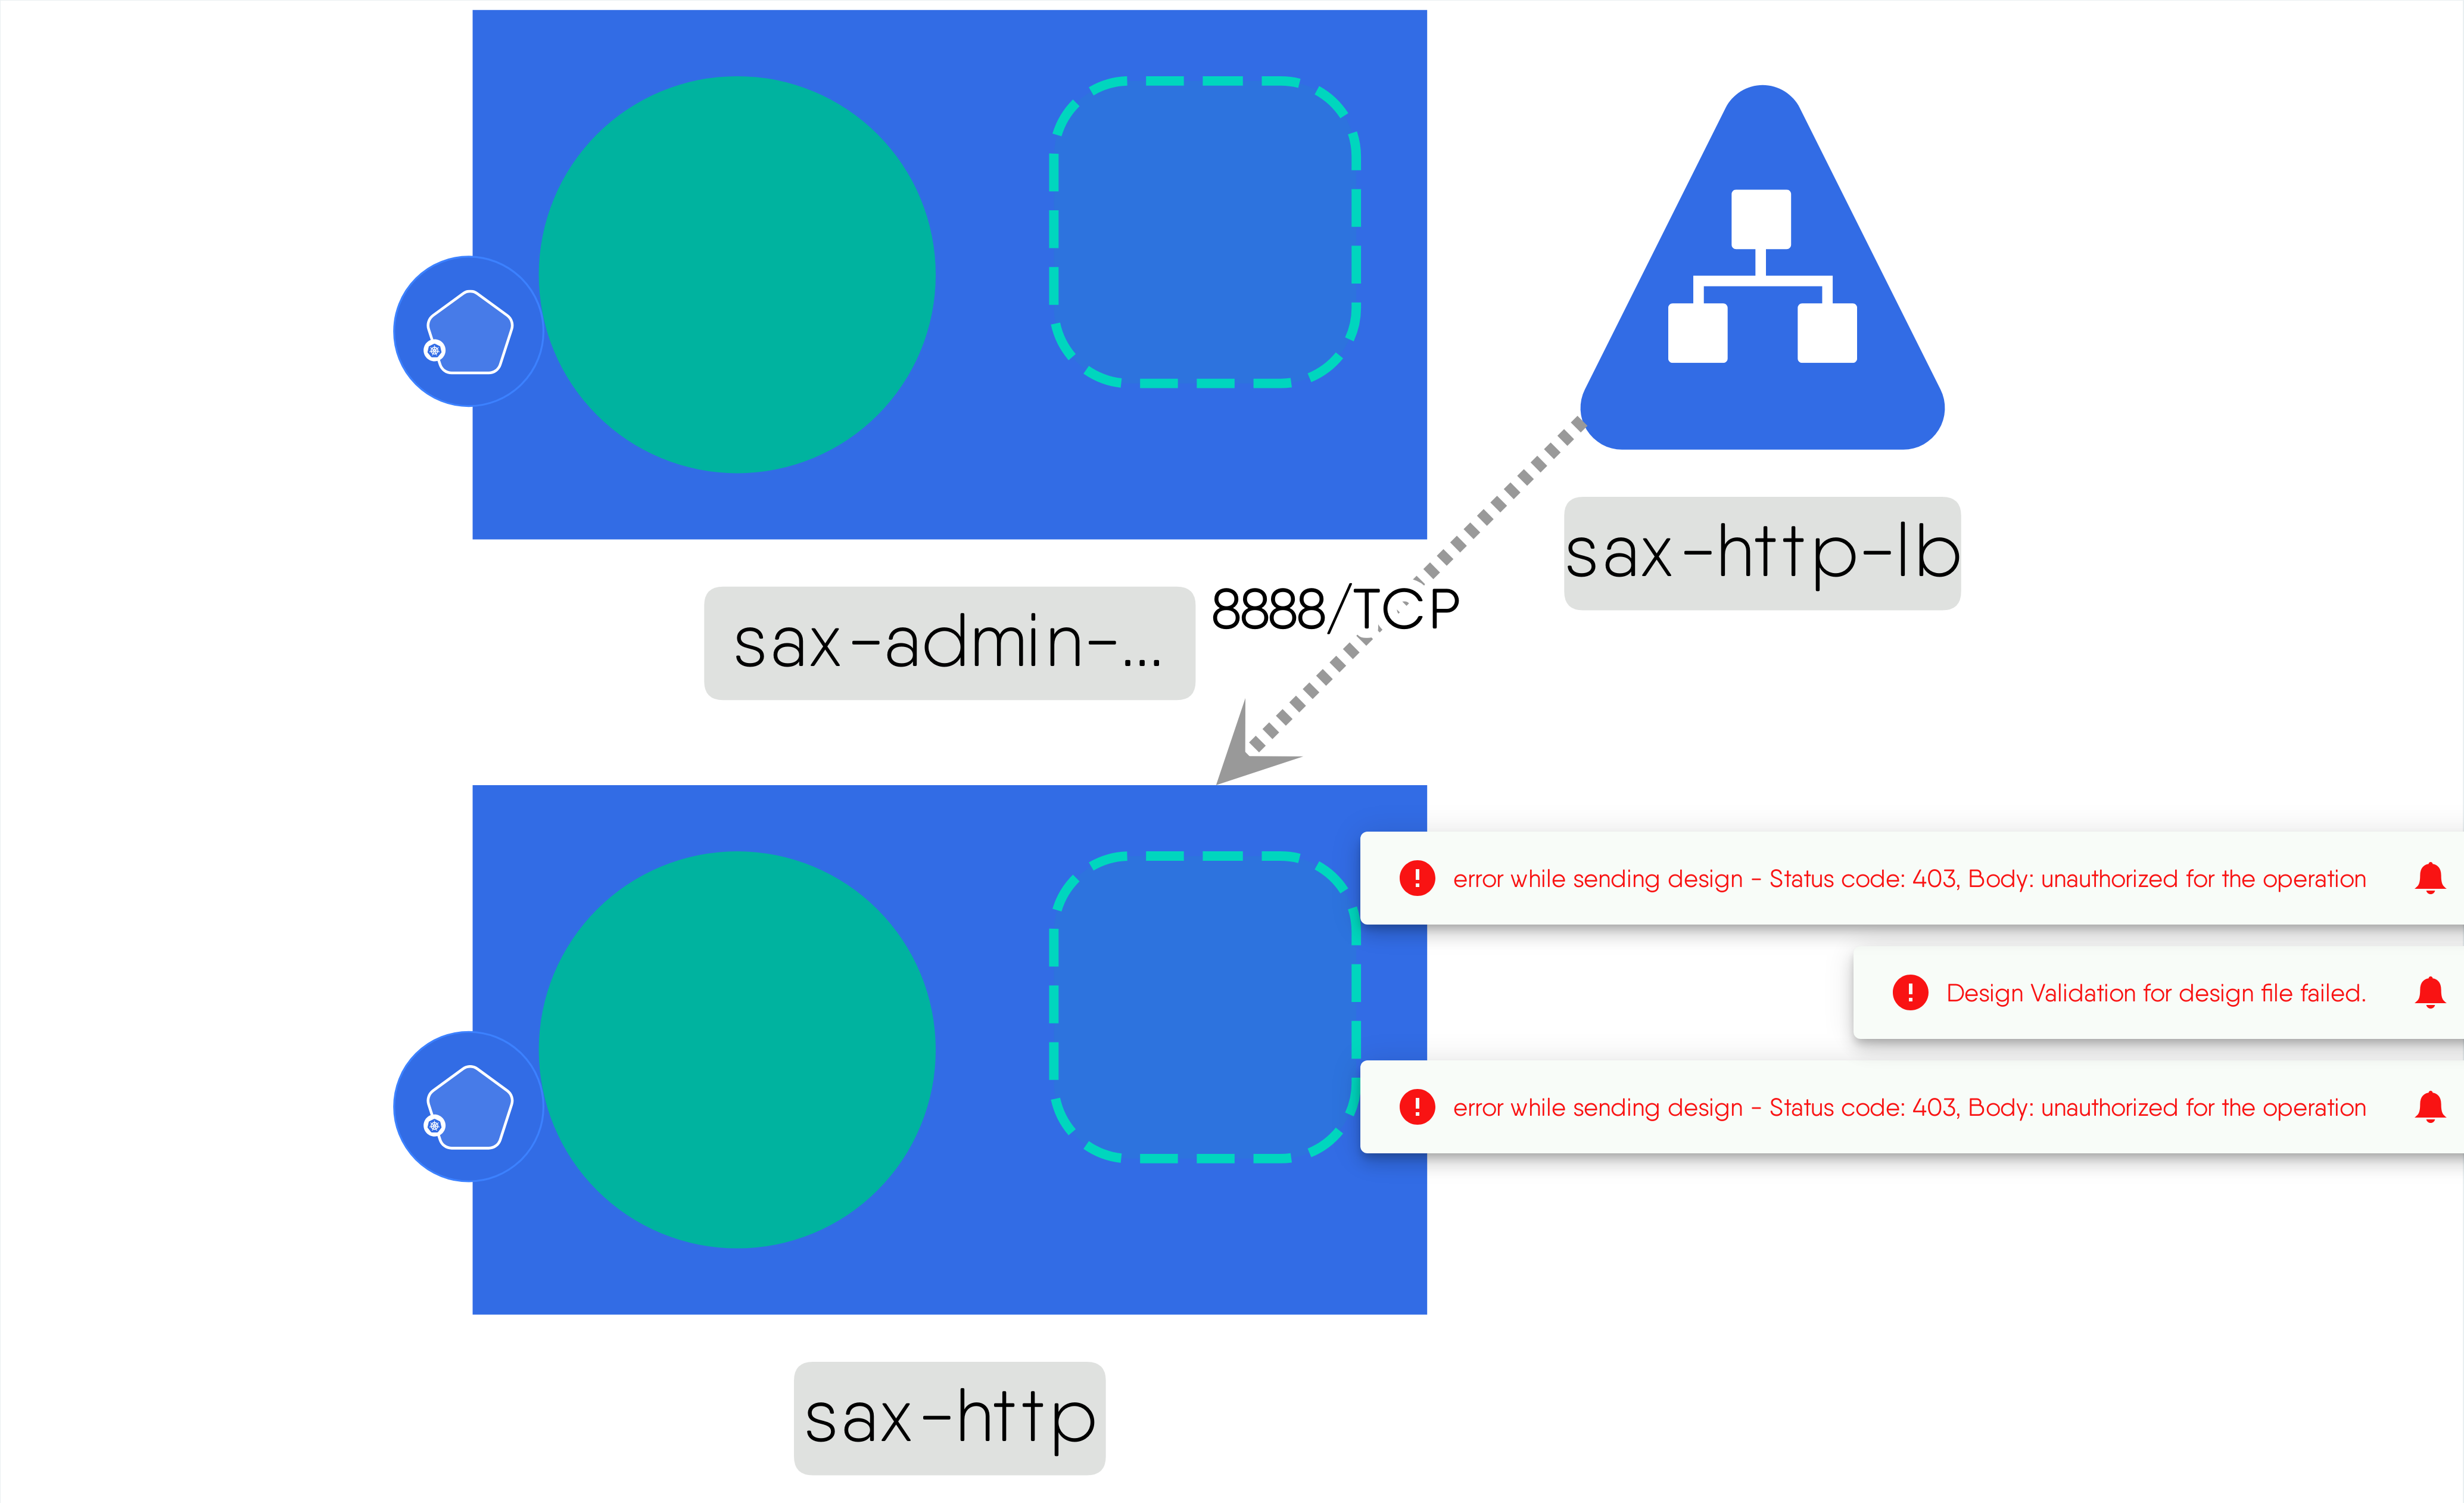 sax-http-lb
8888/TCP
sax-admin-...
error while sending design - Status code: 403, Body: unauthorized for the operation
Design Validation for design file failed.
error while sending design - Status code: 403, Body: unauthorized for the operation
sax-http